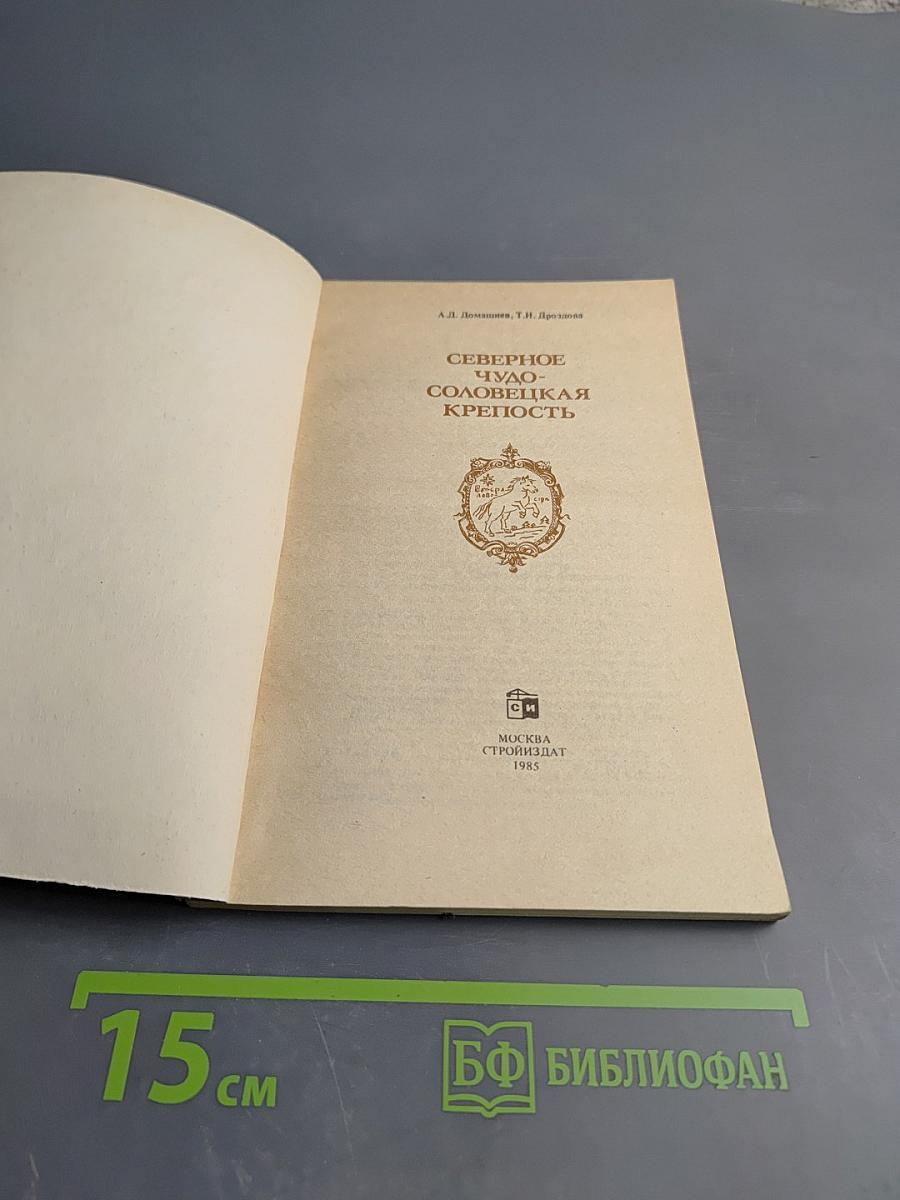 А.Д. Домашнев, Т.И. Дроздова
СЕВЕРНОЕ
ЧУДО-
СОЛОВЕЦКАЯ
КРЕПОСТЬ
СИ
МОСКВА
СТРОЙИЗДАТ
1985
15 см
БФ БИБЛИОФАН